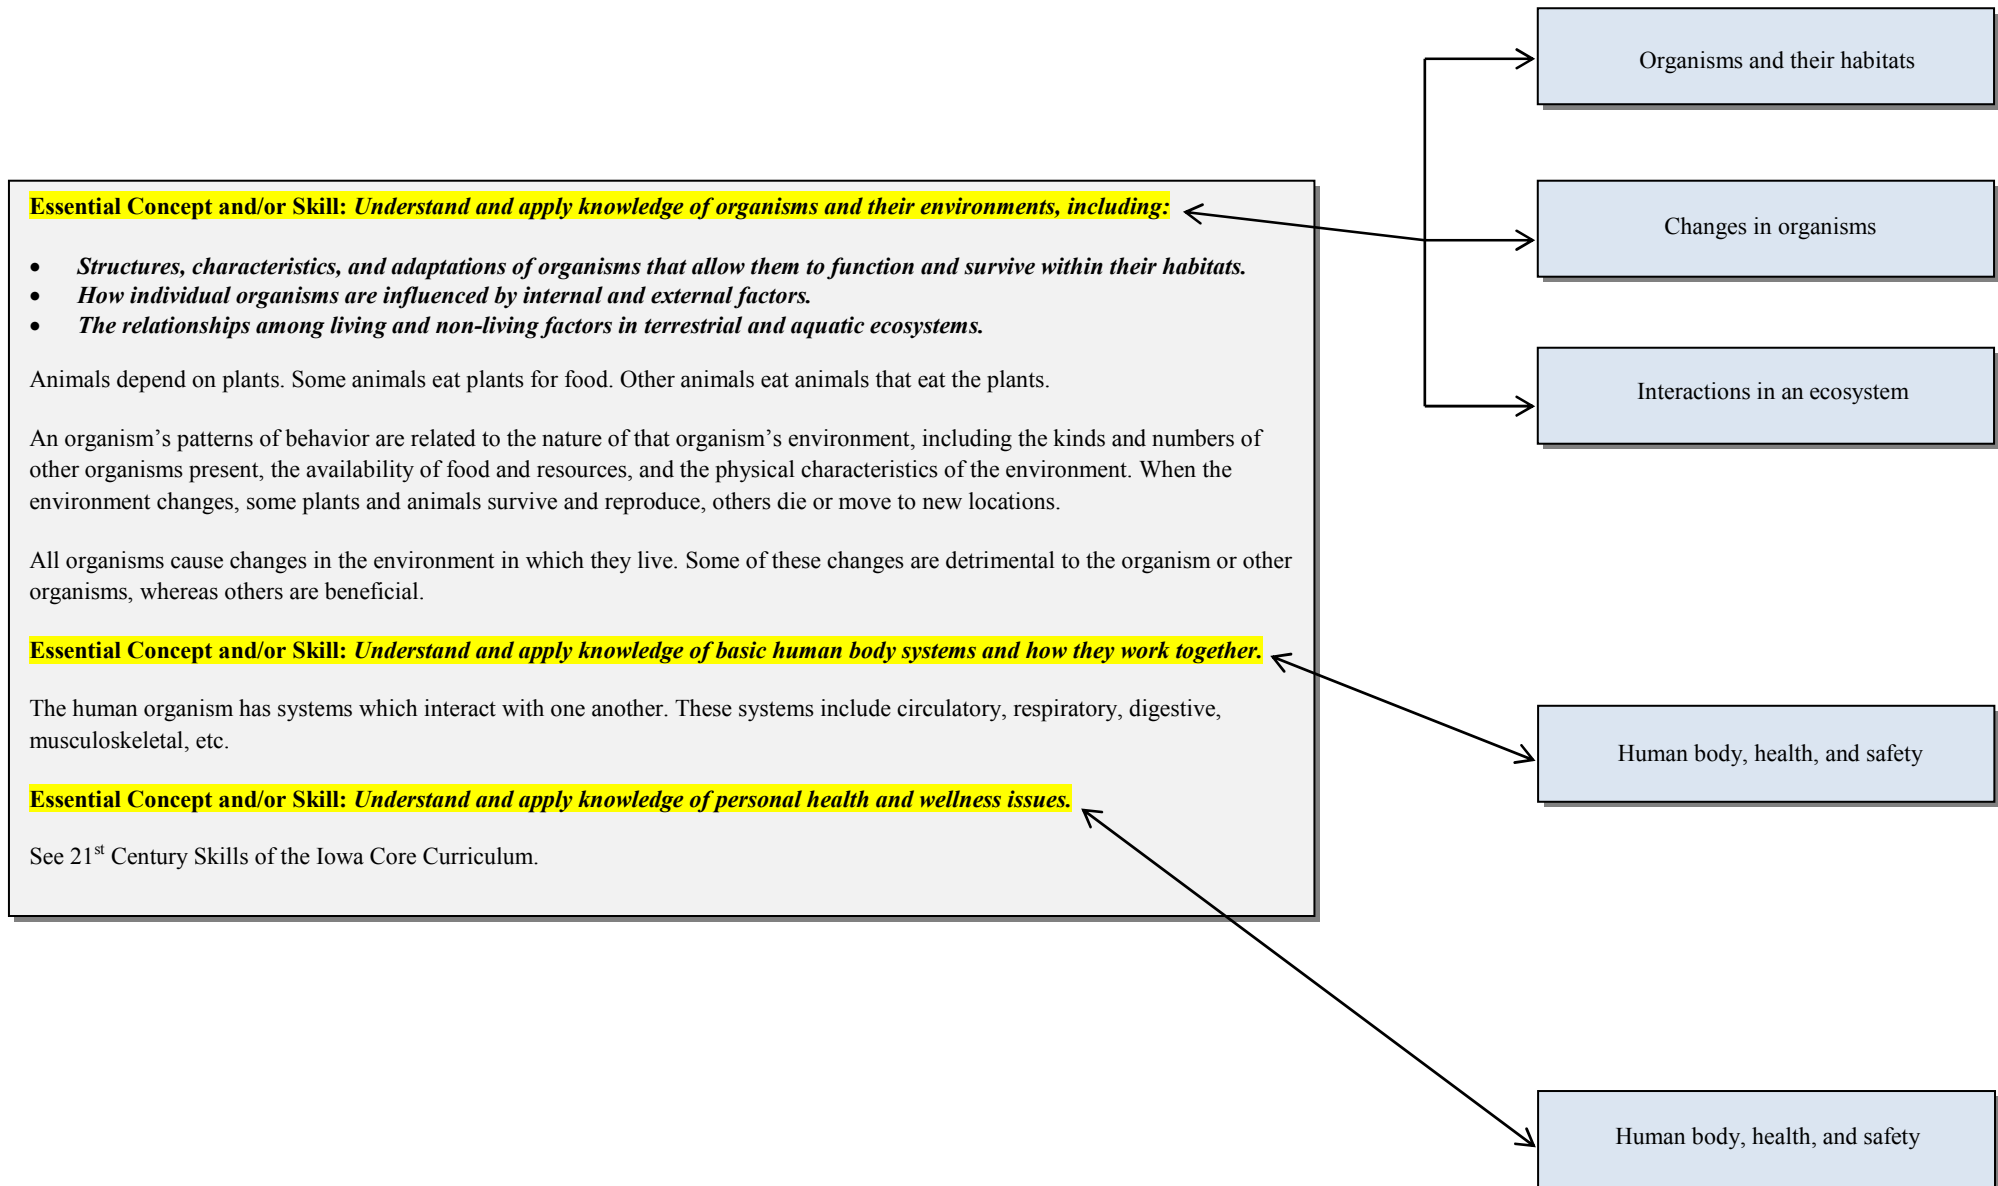 Organisms and their habitats
Essential Concept and/or Skill: Understand and apply knowledge of organisms and their environments, including:
• Structures, characteristics, and adaptations of organisms that allow them to function and survive within their habitats.
• How individual organisms are influenced by internal and external factors.
• The relationships among living and non-living factors in terrestrial and aquatic ecosystems.
Animals depend on plants. Some animals eat plants for food. Other animals eat animals that eat the plants.
An organism’s patterns of behavior are related to the nature of that organism’s environment, including the kinds and numbers of
other organisms present, the availability of food and resources, and the physical characteristics of the environment. When the
environment changes, some plants and animals survive and reproduce, others die or move to new locations.
All organisms cause changes in the environment in which they live. Some of these changes are detrimental to the organism or other
organisms, whereas others are beneficial.
Essential Concept and/or Skill: Understand and apply knowledge of basic human body systems and how they work together.
The human organism has systems which interact with one another. These systems include circulatory, respiratory, digestive,
musculoskeletal, etc.
Essential Concept and/or Skill: Understand and apply knowledge of personal health and wellness issues.
See 21st Century Skills of the Iowa Core Curriculum.
Changes in organisms
Interactions in an ecosystem
Human body, health, and safety
Human body, health, and safety